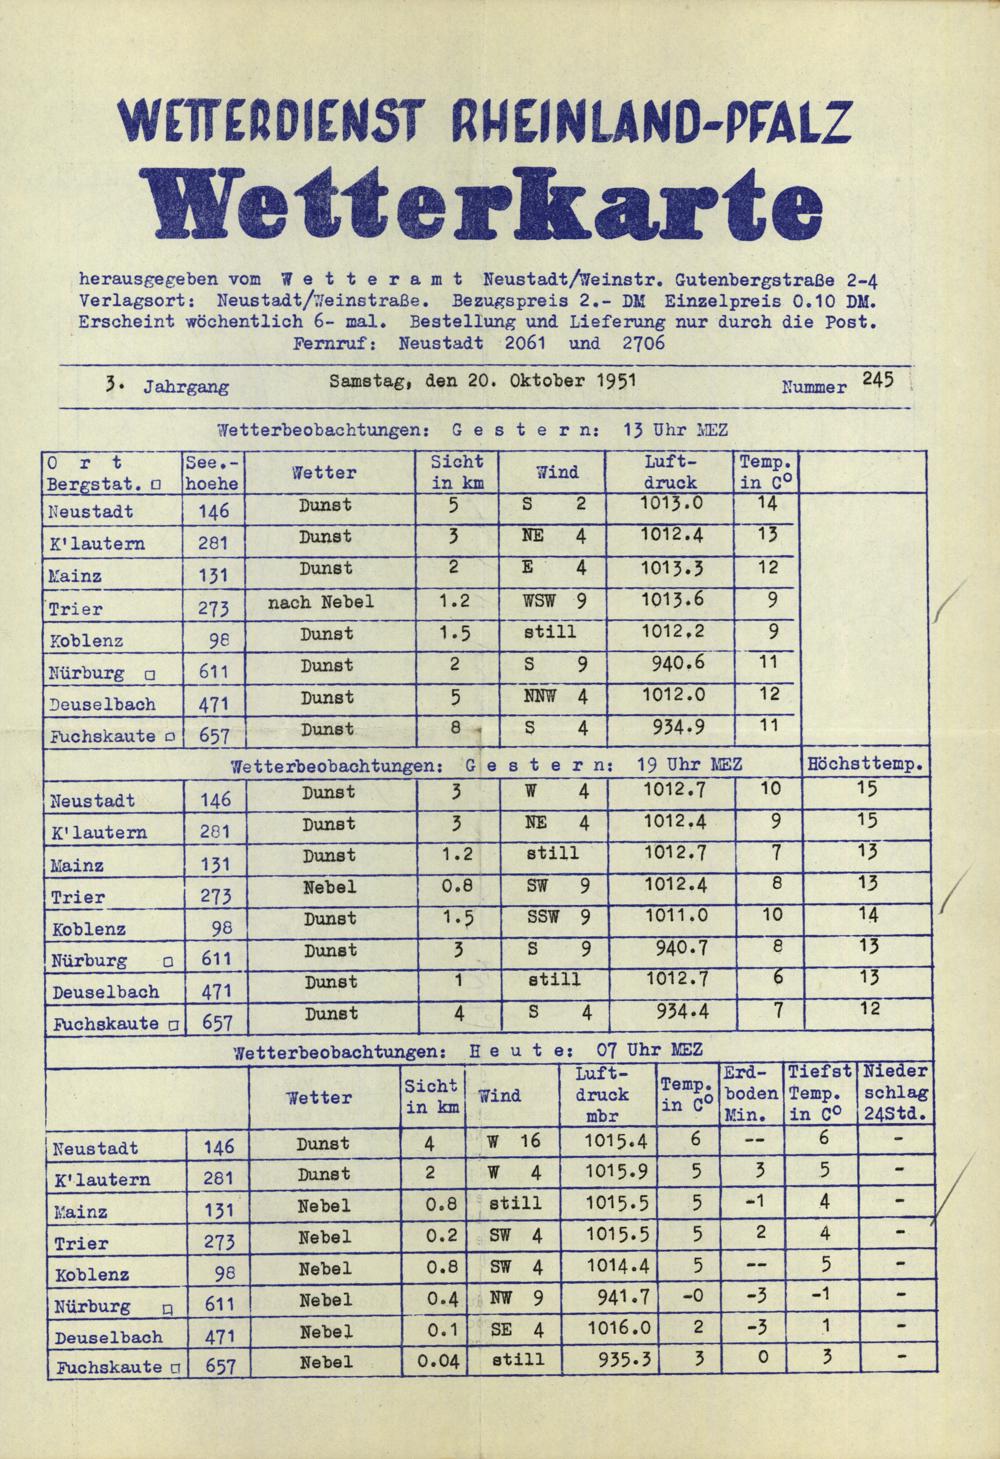 WETTERDIENST RHEINLAND-PFALZ
Wetterkarte
herausgegeben vom W e t t e r a m t Neustadt/Weinstr. Gutenbergstraße 2-4
Verlagsort: Neustadt/Weinstraße. Bezugspreis 2.- DM Einzelpreis 0.10 DM.
Erscheint wöchentlich 6- mal. Bestellung und Lieferung nur durch die Post.
Fernruf: Neustadt 2061 und 2706
3. Jahrgang Samstag, den 20. Oktober 1951 Nummer 245
Wetterbeobachtungen: G e s t e r n: 13 Uhr MEZ
O r t See.- Wetter Sicht Wind Luft- Temp.
Bergstat. □ hoehe in km druck in C°
Neustadt 146 Dunst 5 S 2 1013.0 14
K'lautern 281 Dunst 3 NE 4 1012.4 13
Mainz 131 Dunst 2 E 4 1013.3 12
Trier 273 nach Nebel 1.2 WSW 9 1013.6 9
Koblenz 98 Dunst 1.5 still 1012.2 9
Nürburg □ 611 Dunst 2 S 9 940.6 11
Deuselbach 471 Dunst 5 NNW 4 1012.0 12
Fuchskaute □ 657 Dunst 8 S 4 934.9 11
Wetterbeobachtungen: G e s t e r n: 19 Uhr MEZ Höchsttemp.
Neustadt 146 Dunst 3 W 4 1012.7 10 15
K'lautern 281 Dunst 3 NE 4 1012.4 9 15
Mainz 131 Dunst 1.2 still 1012.7 7 13
Trier 273 Nebel 0.8 SW 9 1012.4 8 13
Koblenz 98 Dunst 1.5 SSW 9 1011.0 10 14
Nürburg □ 611 Dunst 3 S 9 940.7 8 13
Deuselbach 471 Dunst 1 still 1012.7 6 13
Fuchskaute □ 657 Dunst 4 S 4 934.4 7 12
Wetterbeobachtungen: H e u t e: 07 Uhr MEZ
Wetter Sicht Wind Luft- Temp. Erd- Tiefst Nieder
in km druck in C° boden Temp. schlag
mbr Min. in C° 24Std.
Neustadt 146 Dunst 4 W 16 1015.4 6 -- 6 -
K'lautern 281 Dunst 2 W 4 1015.9 5 3 5 -
Mainz 131 Nebel 0.8 still 1015.5 5 -1 4 -
Trier 273 Nebel 0.2 SW 4 1015.5 5 2 4 -
Koblenz 98 Nebel 0.8 SW 4 1014.4 5 -- 5 -
Nürburg □ 611 Nebel 0.4 NW 9 941.7 -0 -3 -1 -
Deuselbach 471 Nebel 0.1 SE 4 1016.0 2 -3 1 -
Fuchskaute □ 657 Nebel 0.04 still 935.3 3 0 3 -